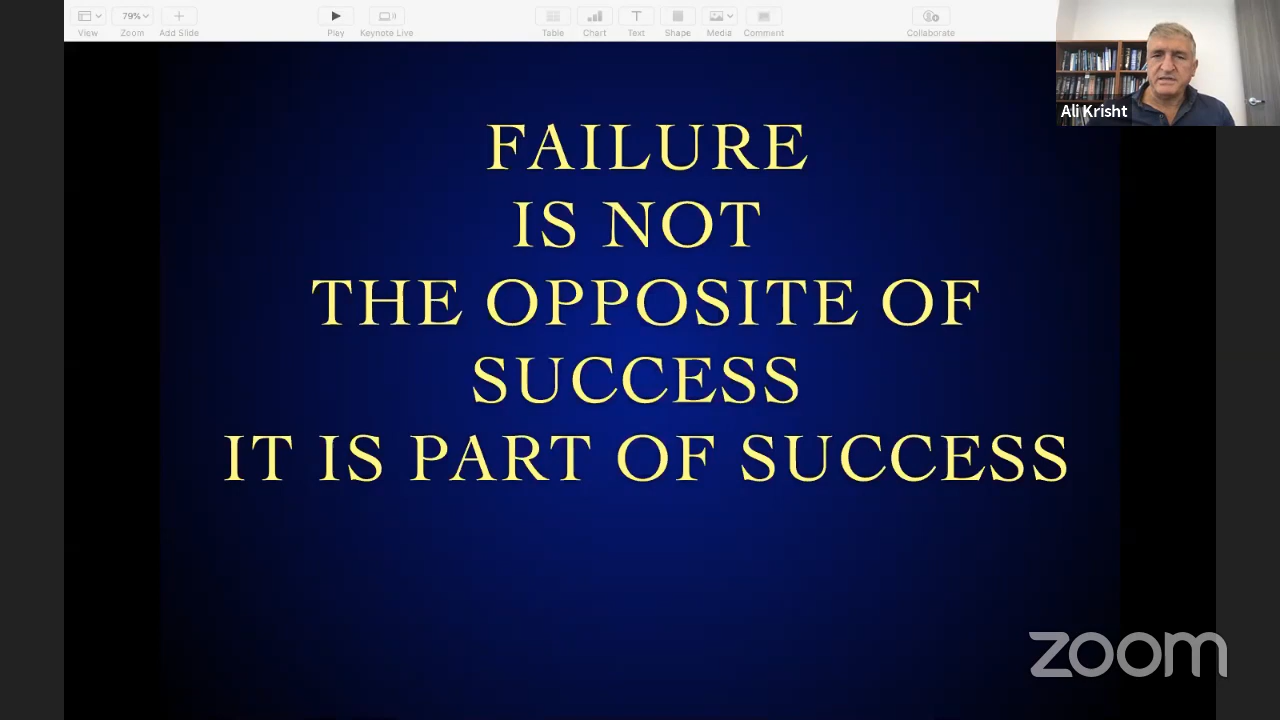 79%
View
Zoom
Add Slide
Play
Keynote Live
Table
Chart
Text
Shape
Media
Comment
Collaborate
Ali Krisht
FAILURE
IS NOT
THE OPPOSITE OF
SUCCESS
IT IS PART OF SUCCESS
zoom